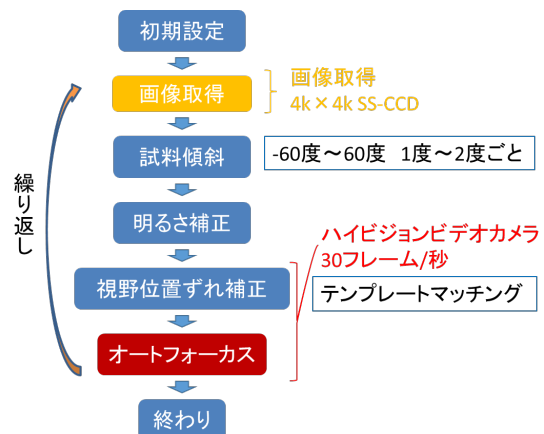 初期設定
画像取得
画像取得
4k×4k SS-CCD
試料傾斜
-60度～60度 1度～2度ごと
繰り返し
明るさ補正
ハイビジョンビデオカメラ
30フレーム/秒
視野位置ずれ補正
テンプレートマッチング
オートフォーカス
終わり